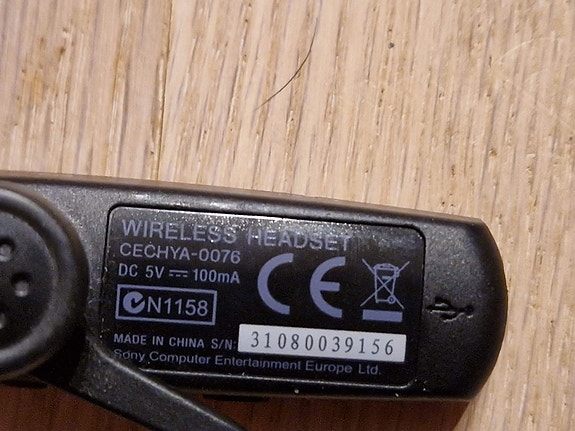 WIRELESS HEADSET
CECHYA-0076
DC 5V 100mA
CE
N1158
MADE IN CHINA S/N: 31080039156
Sony Computer Entertainment Europe Ltd.